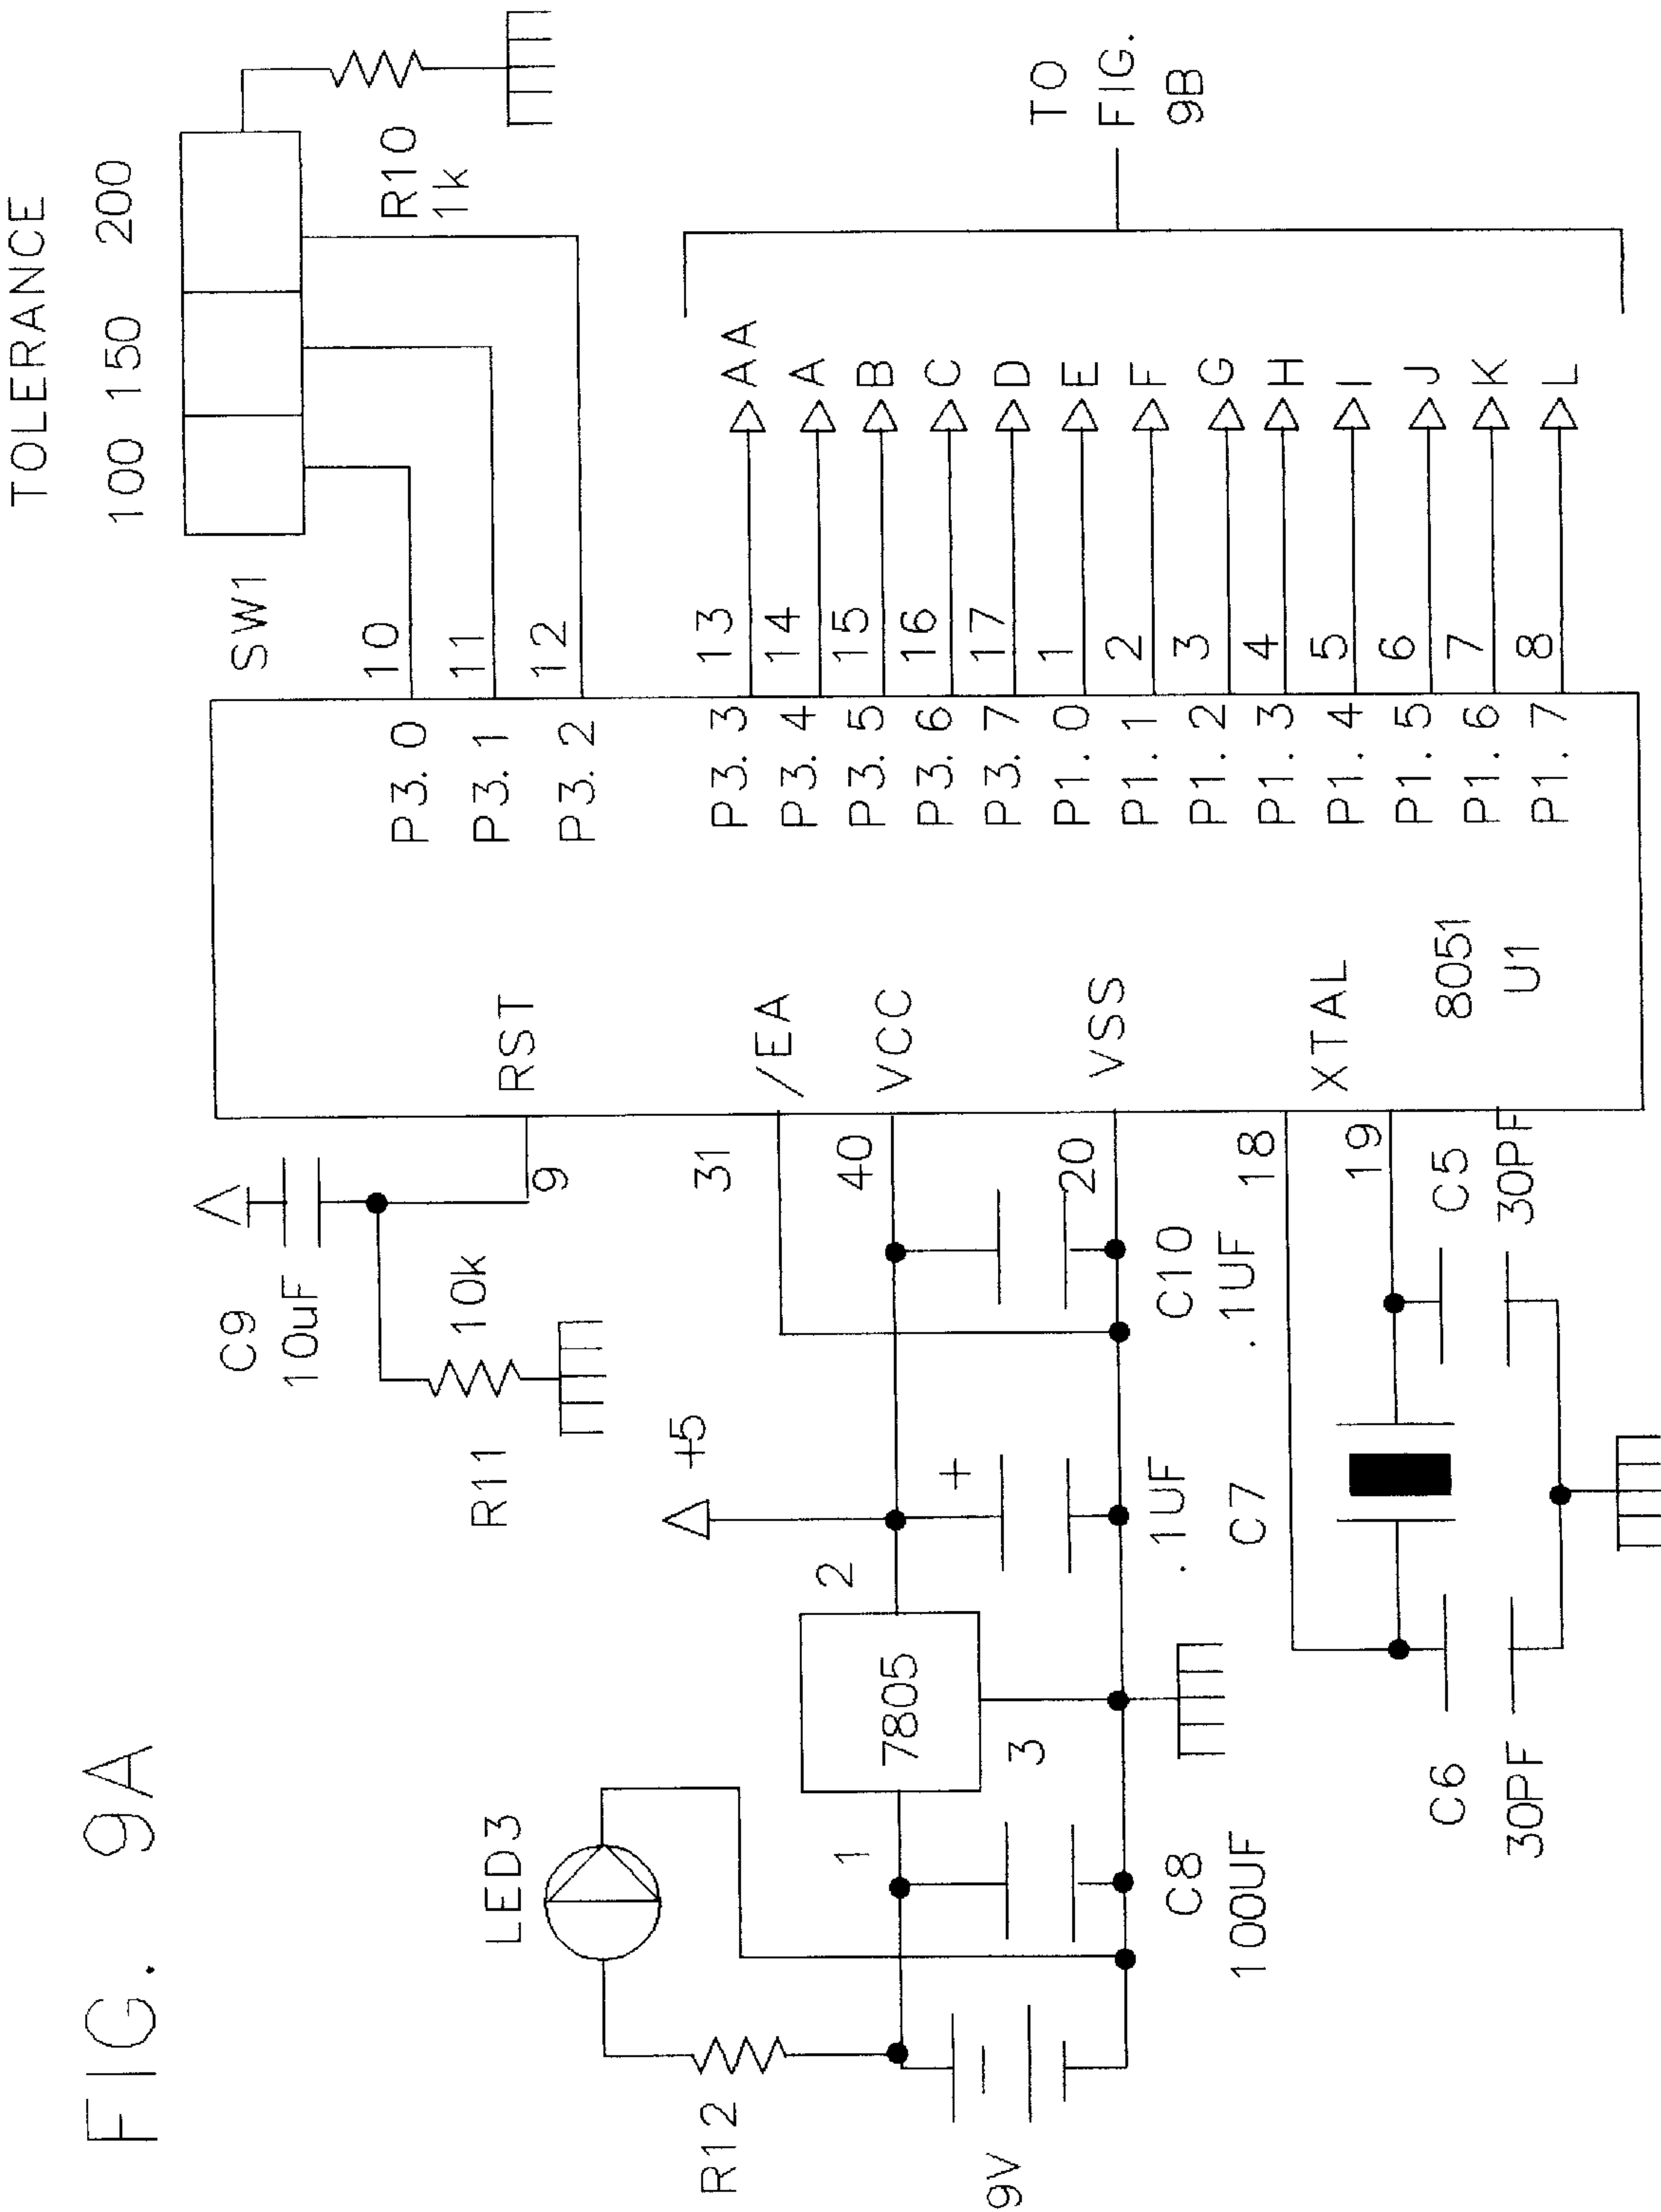 FIG. 9A
TOLERANCE
100 150 200
SW1
R10
1k
C9
10uF
R11
10k
9
RST
10
P3.0
11
P3.1
12
P3.2
LED3
R12
9V
1
7805
2
3
+5
+
.1UF
C8
100UF
31
/EA
40
VCC
20
VSS
C10
.1UF
18
19
XTAL
C7
C6
30PF
C5
30PF
8051
U1
P3.3 13 AA
P3.4 14 A
P3.5 15 B
P3.6 16 C
P3.7 17 D
P1.0 1 E
P1.1 2 F
P1.2 3 G
P1.3 4 H
P1.4 5 I
P1.5 6 J
P1.6 7 K
P1.7 8 L
TO
FIG.
9B